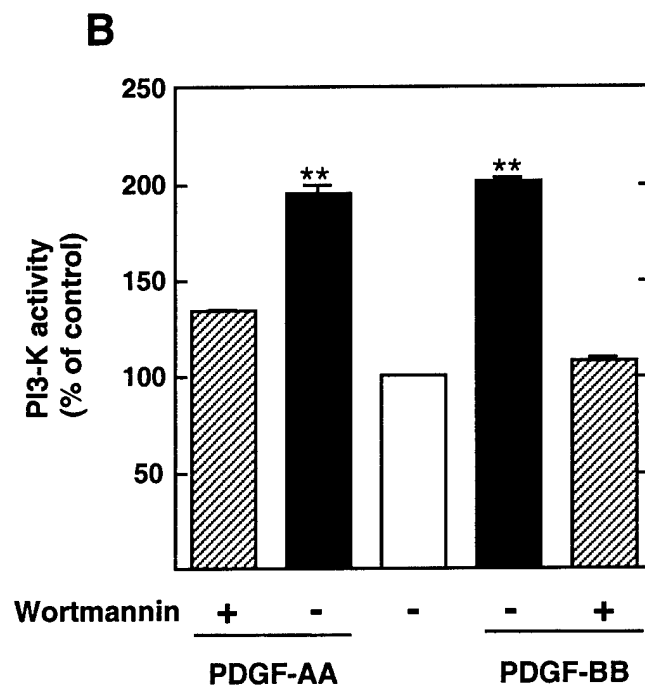 B
250
200
150
100
50
PI3-K activity
(% of control)
**
**
Wortmannin + - - - +
PDGF-AA PDGF-BB